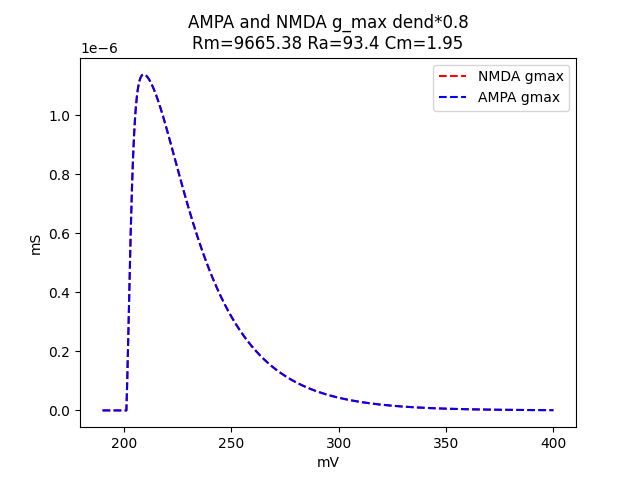 AMPA and NMDA g_max dend*0.8
Rm=9665.38 Ra=93.4 Cm=1.95
1e−6
NMDA gmax
AMPA gmax
1.0
0.8
0.6
0.4
0.2
0.0
mS
200
250
300
350
400
mV